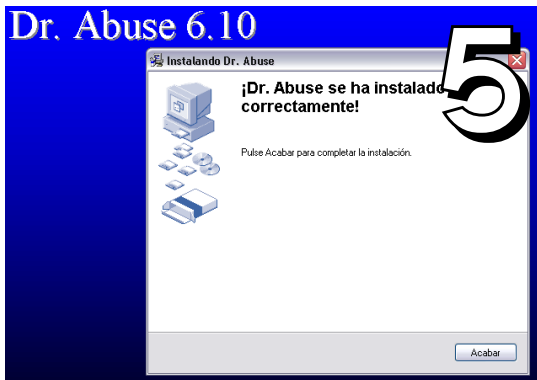 Dr. Abuse 6.10
5
Instalando Dr. Abuse
¡Dr. Abuse se ha instalado
correctamente!
Pulse Acabar para completar la instalación.
Acabar